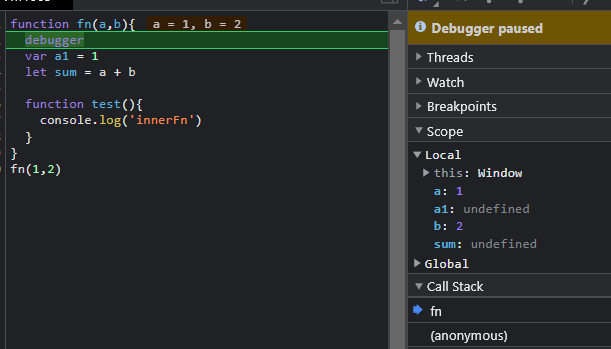 function fn(a,b){ a = 1, b = 2
debugger
var a1 = 1
let sum = a + b
function test(){
console.log('innerFn')
}
}
fn(1,2)
Debugger paused
Threads
Watch
Breakpoints
Scope
Local
this: Window
a: 1
a1: undefined
b: 2
sum: undefined
Global
Call Stack
fn
(anonymous)